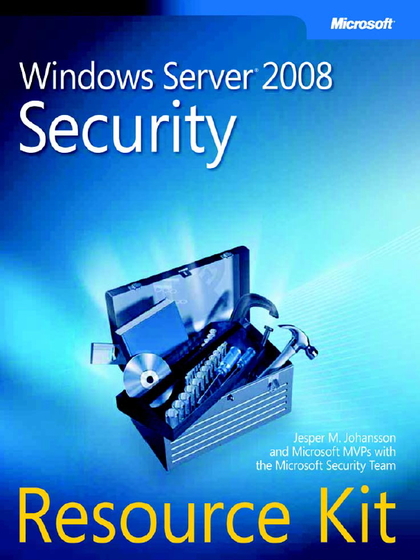 Microsoft®
Windows Server® 2008
Security
Jesper M. Johansson
and Microsoft MVPs with
the Microsoft Security Team
Resource Kit